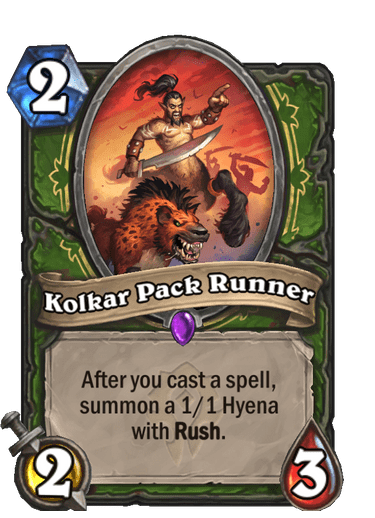 2
Kolkar Pack Runner
After you cast a spell,
summon a 1/1 Hyena
with Rush.
2
3